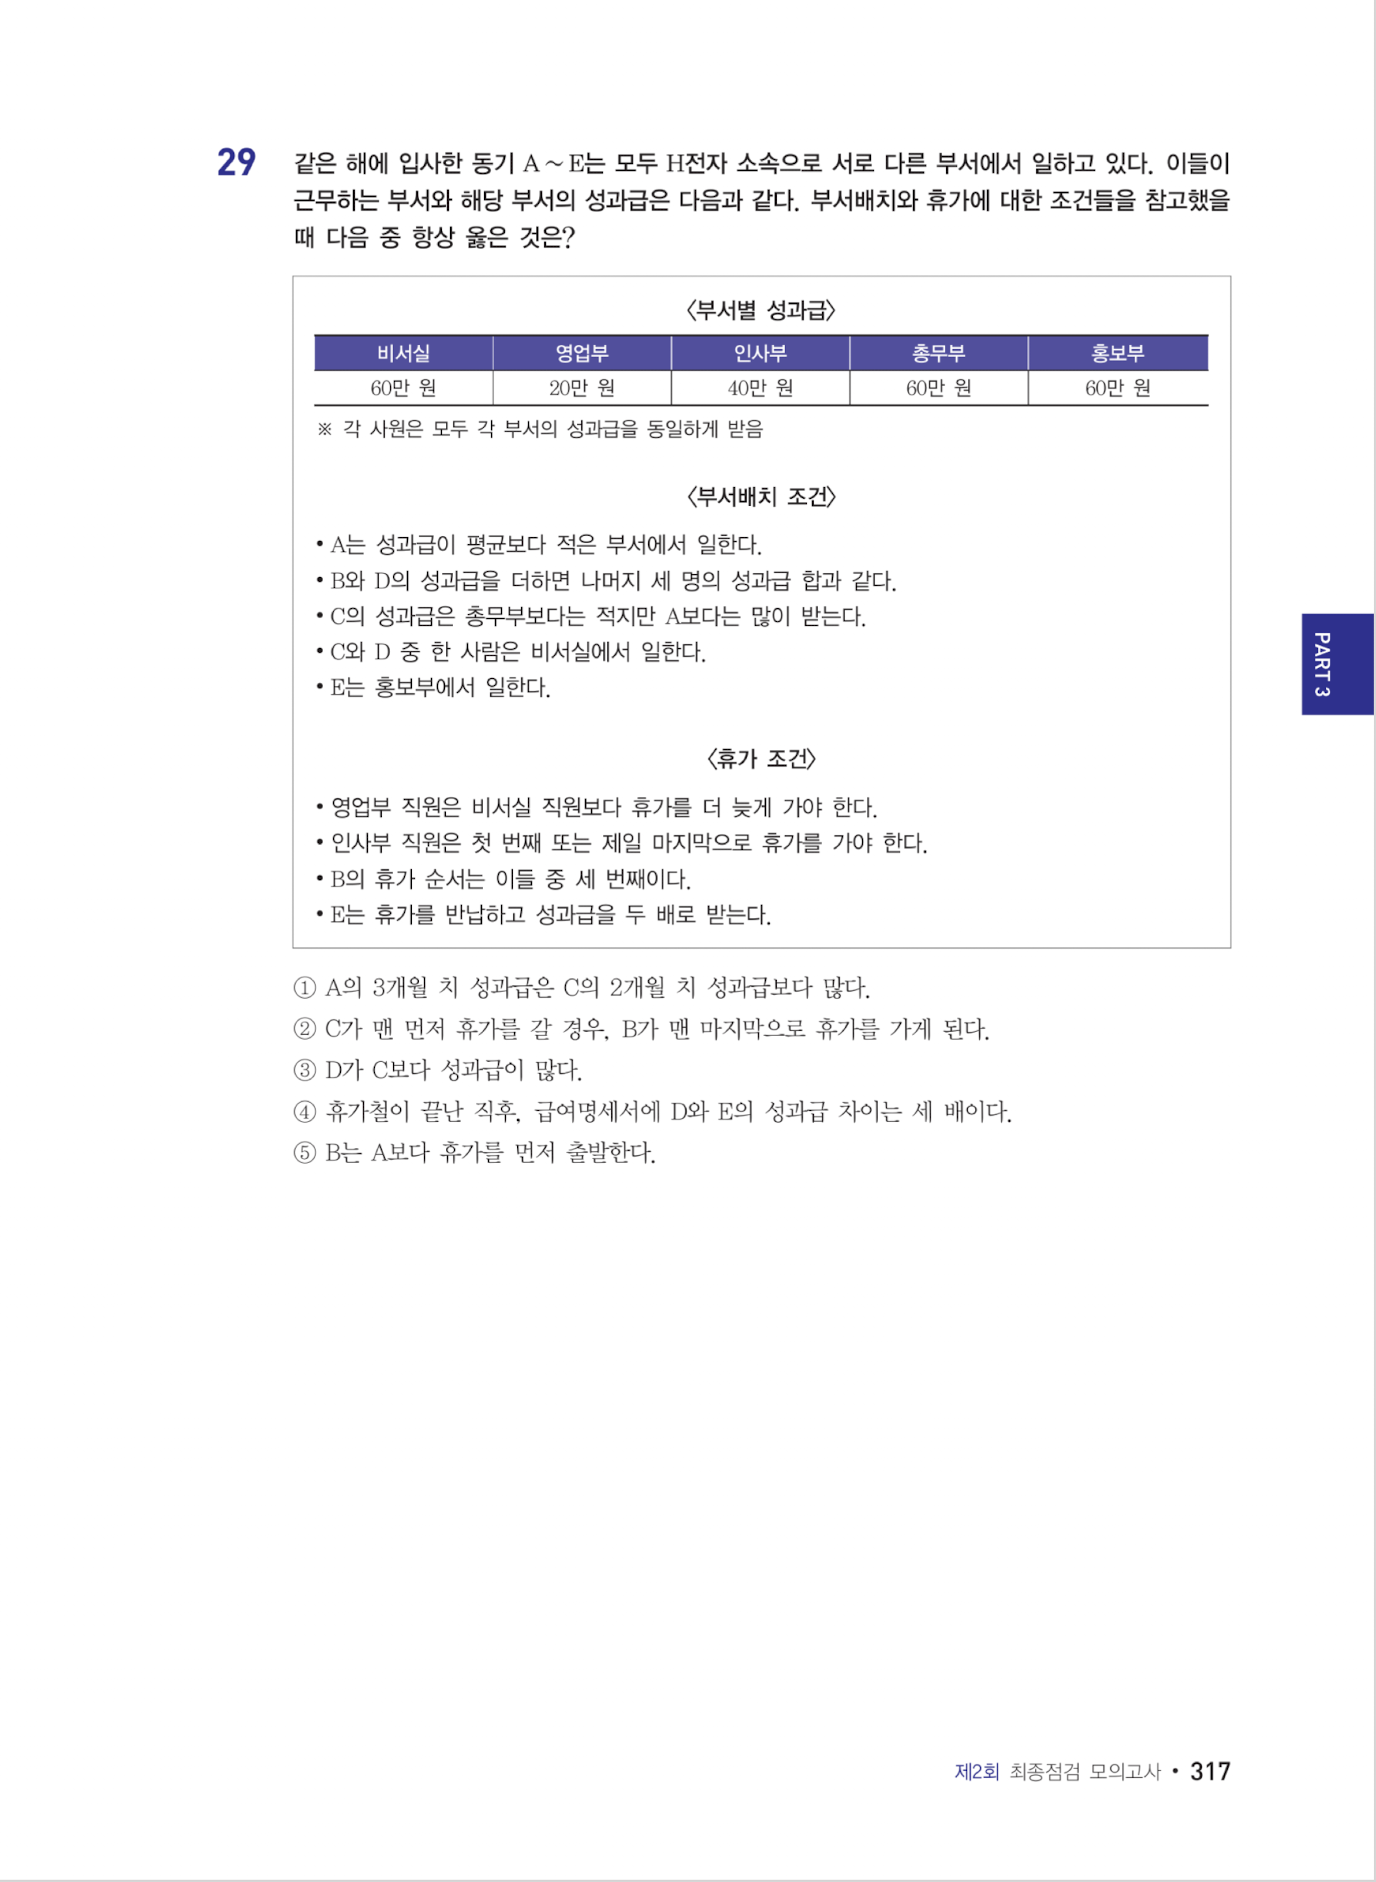 29 같은 해에 입사한 동기 A ~ E는 모두 H전자 소속으로 서로 다른 부서에서 일하고 있다. 이들이
근무하는 부서와 해당 부서의 성과급은 다음과 같다. 부서배치와 휴가에 대한 조건들을 참고했을
때 다음 중 항상 옳은 것은?
〈부서별 성과급〉
비서실 영업부 인사부 총무부 홍보부
60만 원 20만 원 40만 원 60만 원 60만 원
※ 각 사원은 모두 각 부서의 성과급을 동일하게 받음
〈부서배치 조건〉
• A는 성과급이 평균보다 적은 부서에서 일한다.
• B와 D의 성과급을 더하면 나머지 세 명의 성과급 합과 같다.
• C의 성과급은 총무부보다는 적지만 A보다는 많이 받는다.
• C와 D 중 한 사람은 비서실에서 일한다.
• E는 홍보부에서 일한다.
PART 3
〈휴가 조건〉
• 영업부 직원은 비서실 직원보다 휴가를 더 늦게 가야 한다.
• 인사부 직원은 첫 번째 또는 제일 마지막으로 휴가를 가야 한다.
• B의 휴가 순서는 이들 중 세 번째이다.
• E는 휴가를 반납하고 성과급을 두 배로 받는다.
① A의 3개월 치 성과급은 C의 2개월 치 성과급보다 많다.
② C가 맨 먼저 휴가를 갈 경우, B가 맨 마지막으로 휴가를 가게 된다.
③ D가 C보다 성과급이 많다.
④ 휴가철이 끝난 직후, 급여명세서에 D와 E의 성과급 차이는 세 배이다.
⑤ B는 A보다 휴가를 먼저 출발한다.
제2회 최종점검 모의고사 • 317